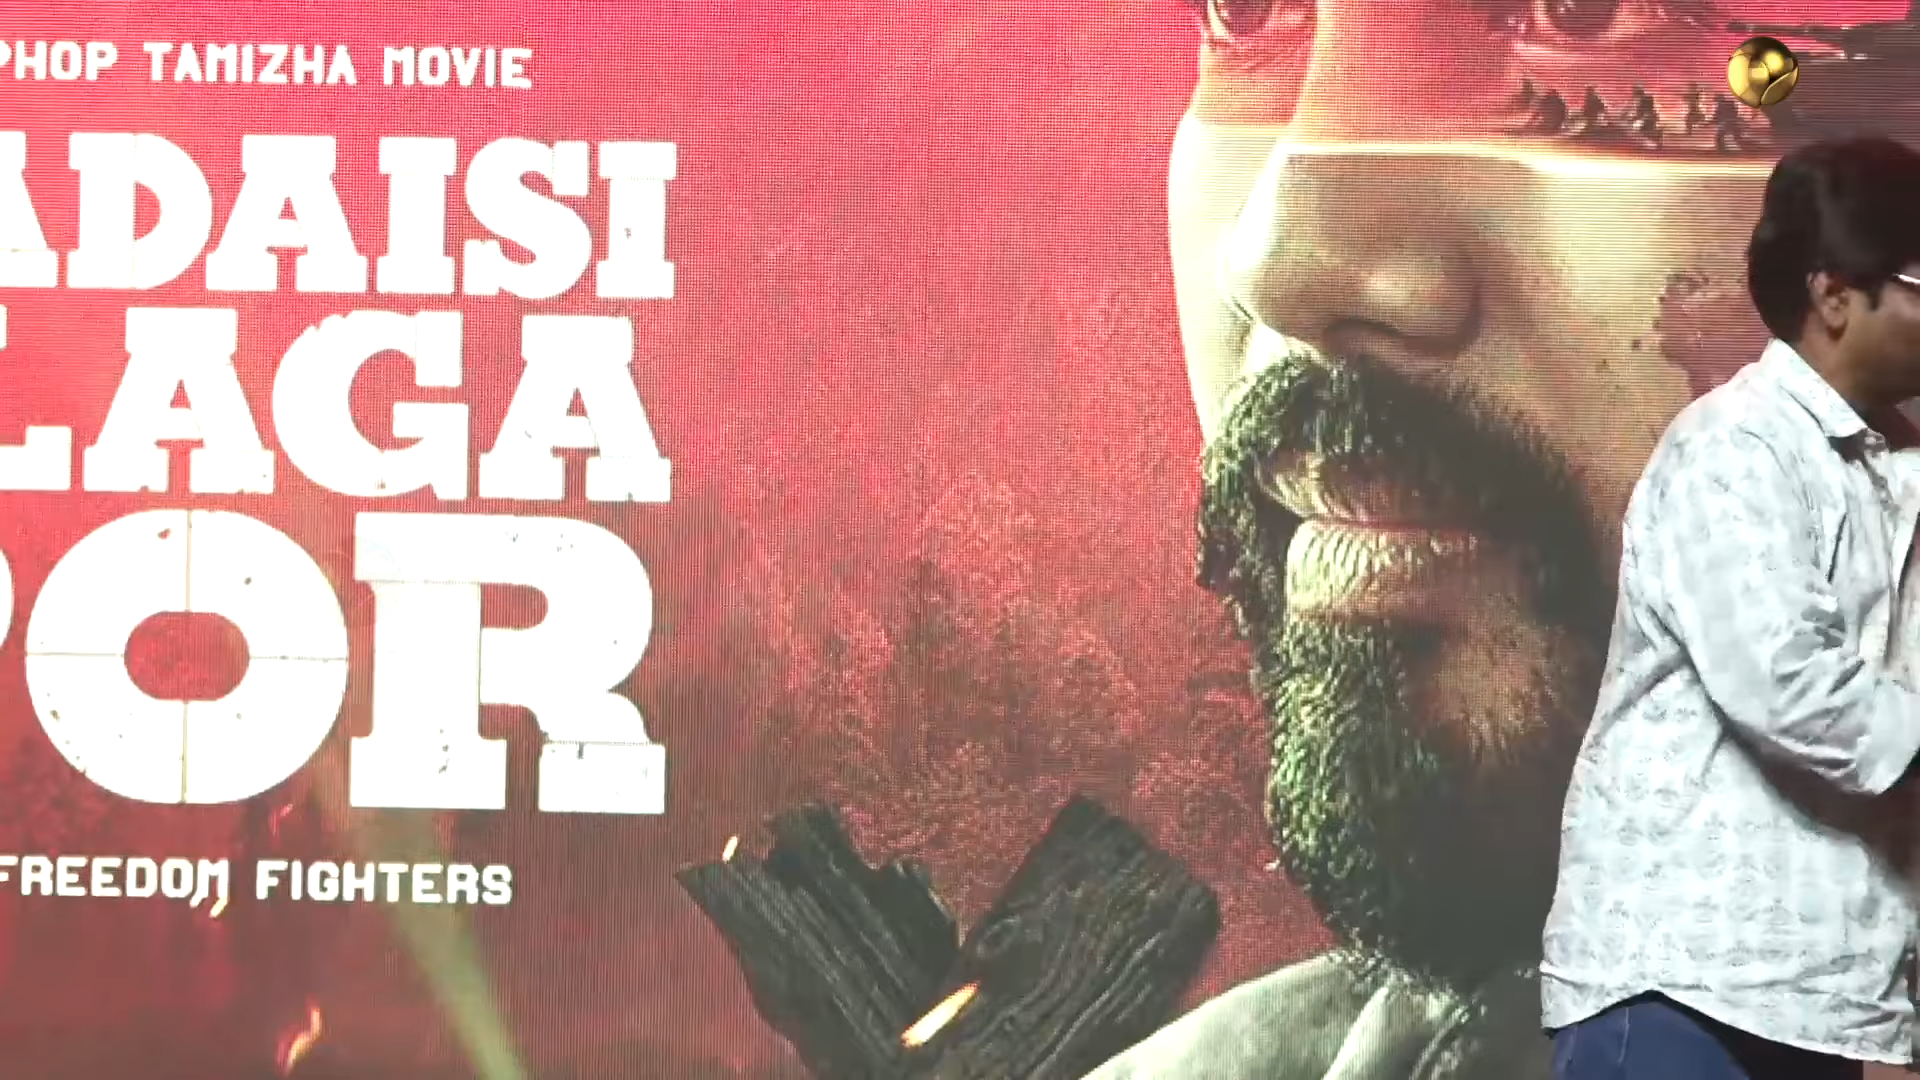 PHOP TAMIZHA MOVIE
ADAISI
LAGA
POR
FREEDOM FIGHTERS